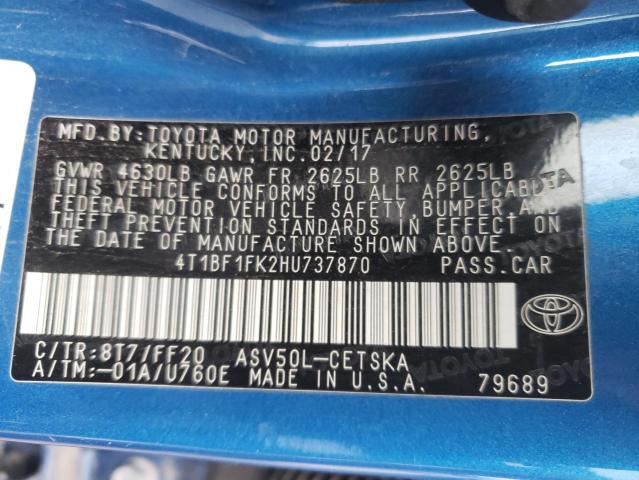 MFD.BY: TOYOTA MOTOR MANUFACTURING,
KENTUCKY, INC. 02/17
GVWR 4630LB GAWR FR 2625LB RR 2625LB
THIS VEHICLE CONFORMS TO ALL APPLICABLE
FEDERAL MOTOR VEHICLE SAFETY, BUMPER, AND
THEFT PREVENTION STANDARDS IN EFFECT ON
THE DATE OF MANUFACTURE SHOWN ABOVE.
4T1BF1FK2HU737870 PASS.CAR
C/TR:8T7/FF20 ASV50L-CETSKA
A/TM:-01A/U760E MADE IN U.S.A. 79689